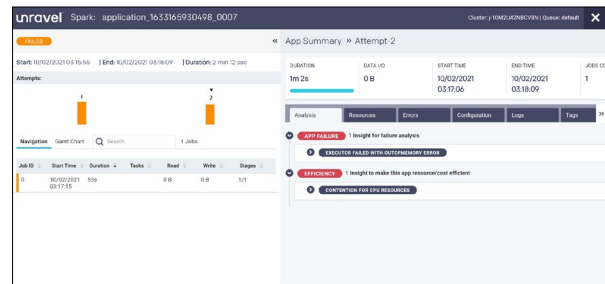 unravel Spark: application_1633165930498_0007
Cluster: j-10M2U42NBCV8N | Queue: default
FAILED
Start: 10/02/2021 03:15:56 | End: 10/02/2021 03:18:09 | Duration: 2 min 12 sec
Attempts:
1
2
Navigation Gantt Chart Search 1 Jobs
Job ID Start Time Duration Tasks Read Write Stages
0 10/02/2021 03:17:15 53s 0 B 0 B 1/1
« App Summary » Attempt-2
DURATION DATA I/O START TIME END TIME JOBS CO
1m 2s 0 B 10/02/2021 03:17:06 10/02/2021 03:18:09 1
Analysis Resources Errors Configuration Logs Tags »
APP FAILURE 1 Insight for failure analysis
EXECUTOR FAILED WITH OUTOFMEMORY ERROR
EFFICIENCY 1 Insight to make this app resource/cost efficient
CONTENTION FOR CPU RESOURCES